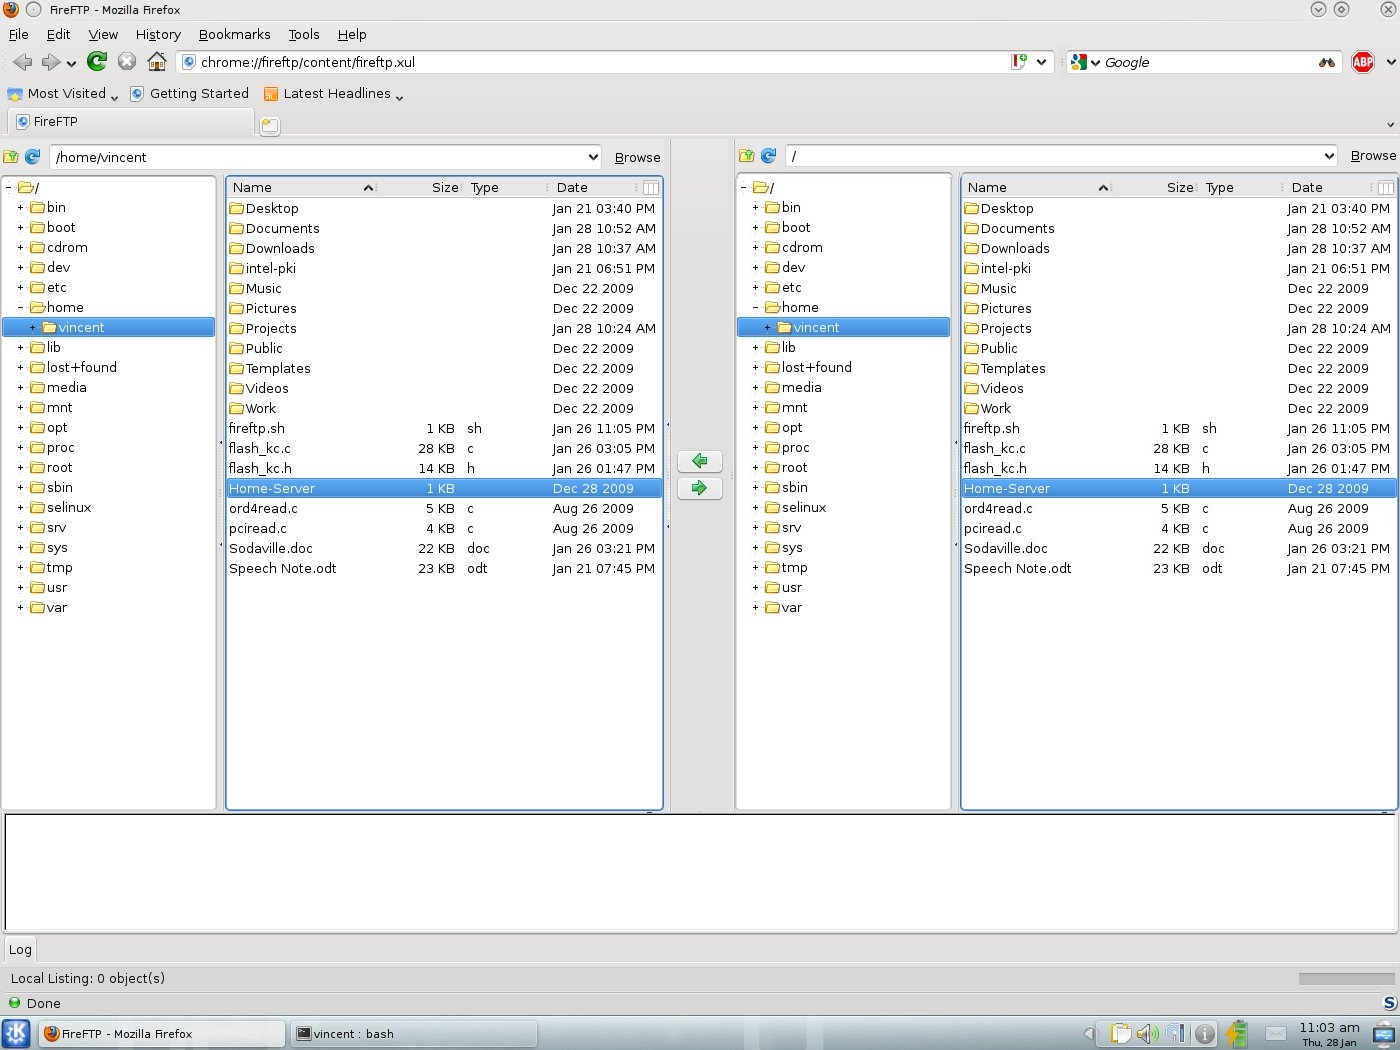 FireFTP - Mozilla Firefox
File Edit View History Bookmarks Tools Help
chrome://fireftp/content/fireftp.xul Google ABP
Most Visited Getting Started Latest Headlines
FireFTP
/home/vincent Browse / Browse
/ Name Size Type Date / Name Size Type Date
bin Desktop Jan 21 03:40 PM bin Desktop Jan 21 03:40 PM
boot Documents Jan 28 10:52 AM boot Documents Jan 28 10:52 AM
cdrom Downloads Jan 28 10:37 AM cdrom Downloads Jan 28 10:37 AM
dev intel-pki Jan 21 06:51 PM dev intel-pki Jan 21 06:51 PM
etc Music Dec 22 2009 etc Music Dec 22 2009
home Pictures Dec 22 2009 home Pictures Dec 22 2009
vincent Projects Jan 28 10:24 AM vincent Projects Jan 28 10:24 AM
lib Public Dec 22 2009 lib Public Dec 22 2009
lost+found Templates Dec 22 2009 lost+found Templates Dec 22 2009
media Videos Dec 22 2009 media Videos Dec 22 2009
mnt Work Dec 22 2009 mnt Work Dec 22 2009
opt fireftp.sh 1 KB sh Jan 26 11:05 PM opt fireftp.sh 1 KB sh Jan 26 11:05 PM
proc flash_kc.c 28 KB c Jan 26 03:05 PM proc flash_kc.c 28 KB c Jan 26 03:05 PM
root flash_kc.h 14 KB h Jan 26 01:47 PM root flash_kc.h 14 KB h Jan 26 01:47 PM
sbin Home-Server 1 KB Dec 28 2009 sbin Home-Server 1 KB Dec 28 2009
selinux ord4read.c 5 KB c Aug 26 2009 selinux ord4read.c 5 KB c Aug 26 2009
srv pciread.c 4 KB c Aug 26 2009 srv pciread.c 4 KB c Aug 26 2009
sys Sodaville.doc 22 KB doc Jan 26 03:21 PM sys Sodaville.doc 22 KB doc Jan 26 03:21 PM
tmp Speech Note.odt 23 KB odt Jan 21 07:45 PM tmp Speech Note.odt 23 KB odt Jan 21 07:45 PM
usr usr
var var
Log
Local Listing: 0 object(s)
Done S
FireFTP - Mozilla Firefox vincent : bash 11:03 am
Thu, 28 Jan